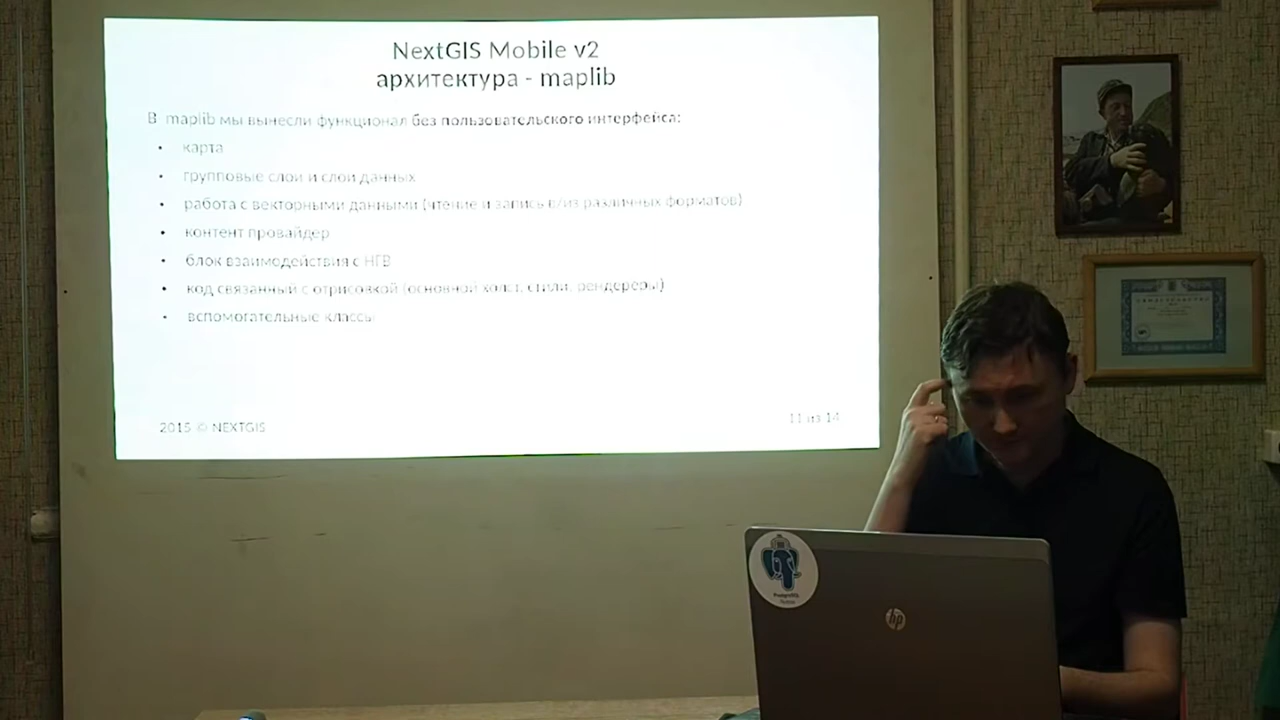 NextGIS Mobile v2
архитектура - maplib
В maplib мы вынесли функционал без пользовательского интерфейса:
• карта
• групповые слои и слои данных
• работа с векторными данными (чтение и запись в/из различных форматов)
• контент провайдер
• блок взаимодействия с НГВ
• код связанный с отрисовкой (основной холст, стили, рендереры)
• вспомогательные классы
2015 © NEXTGIS
11 из 14
PostgreSQL
hp